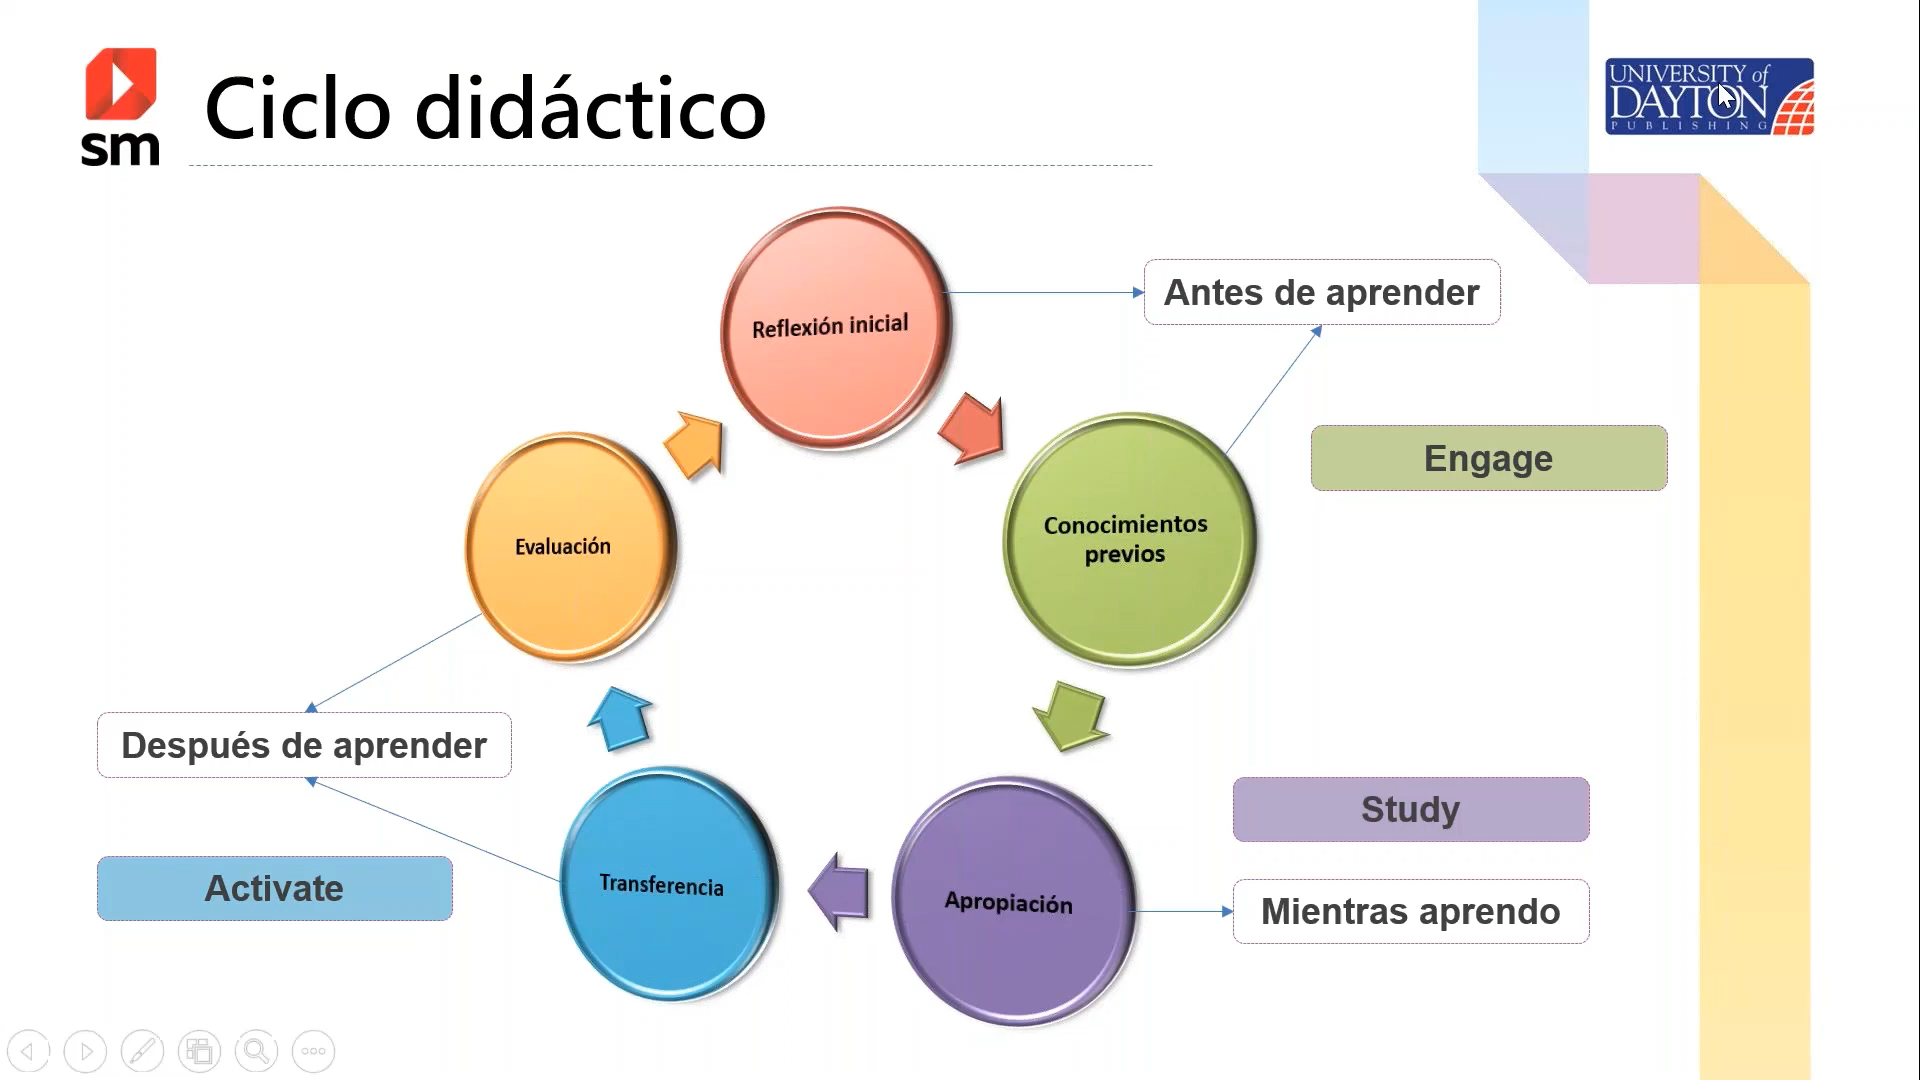 sm
Ciclo didáctico
UNIVERSITY of
DAYTON
PUBLISHING
Reflexión inicial
Antes de aprender
Engage
Conocimientos
previos
Evaluación
Después de aprender
Study
Activate
Transferencia
Apropiación
Mientras aprendo